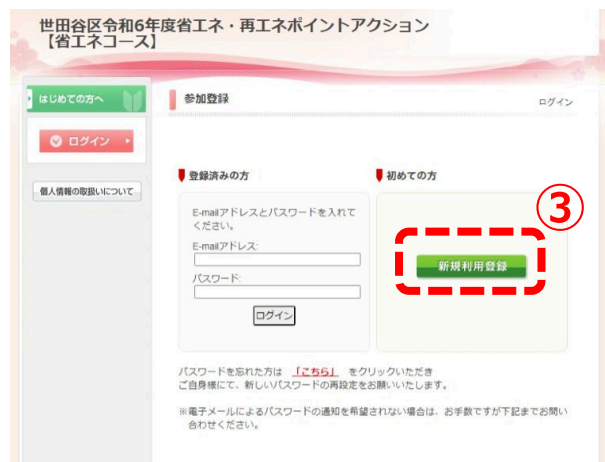 世田谷区令和6年度省エネ・再エネポイントアクション
【省エネコース】
はじめての方へ
ログイン
個人情報の取扱いについて
参加登録
ログイン
登録済みの方
E-mailアドレスとパスワードを入れて
ください。
E-mailアドレス:
パスワード:
ログイン
初めての方
③
新規利用登録
パスワードを忘れた方は 「こちら」 をクリックいただき
ご自身様にて、新しいパスワードの再設定をお願いいたします。
※電子メールによるパスワードの通知を希望されない場合は、お手数ですが下記までお問い
合わせください。